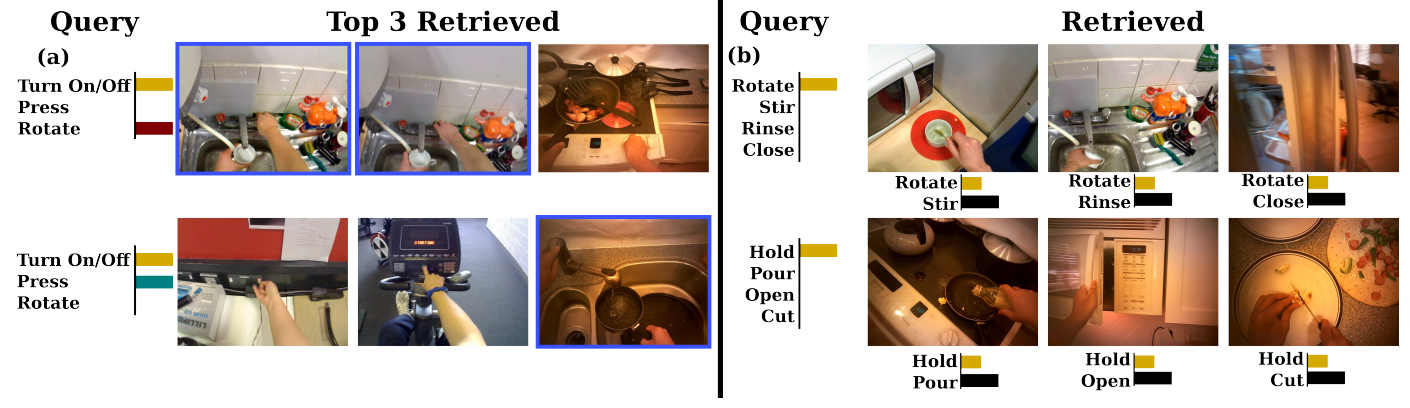 Query
Top 3 Retrieved
(a)
Turn On/Off
Press
Rotate
Turn On/Off
Press
Rotate
LILLIPUT
Query
Retrieved
(b)
Rotate
Stir
Rinse
Close
Rotate
Stir
Rotate
Rinse
Rotate
Close
Hold
Pour
Open
Cut
Hold
Pour
Hold
Open
Hold
Cut